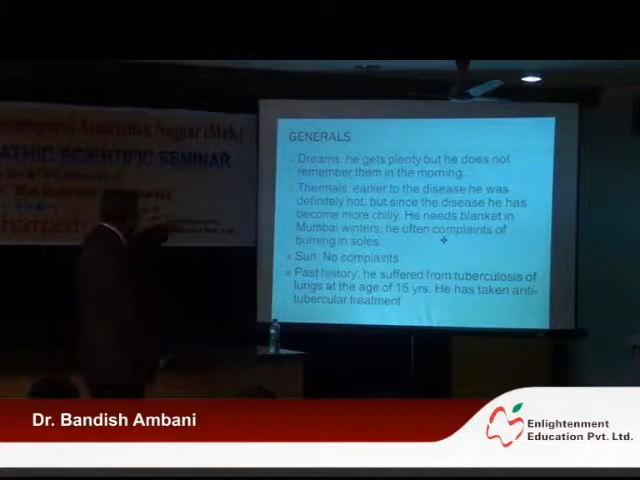 ATHIC SCIENTIFIC SEMINAR
GENERALS
Dreams: he gets plenty but he does not
remember them in the morning.
Thermals: earlier to the disease he was
definitely hot, but since the disease he has
become more chilly. He needs blanket in
Mumbai winters, he often complaints of
burning in soles.
Sun: No complaints
Past history: he suffered from tuberculosis of
lungs at the age of 15 yrs. He has taken anti-
tubercular treatment
Dr. Bandish Ambani
Enlightenment
Education Pvt. Ltd.